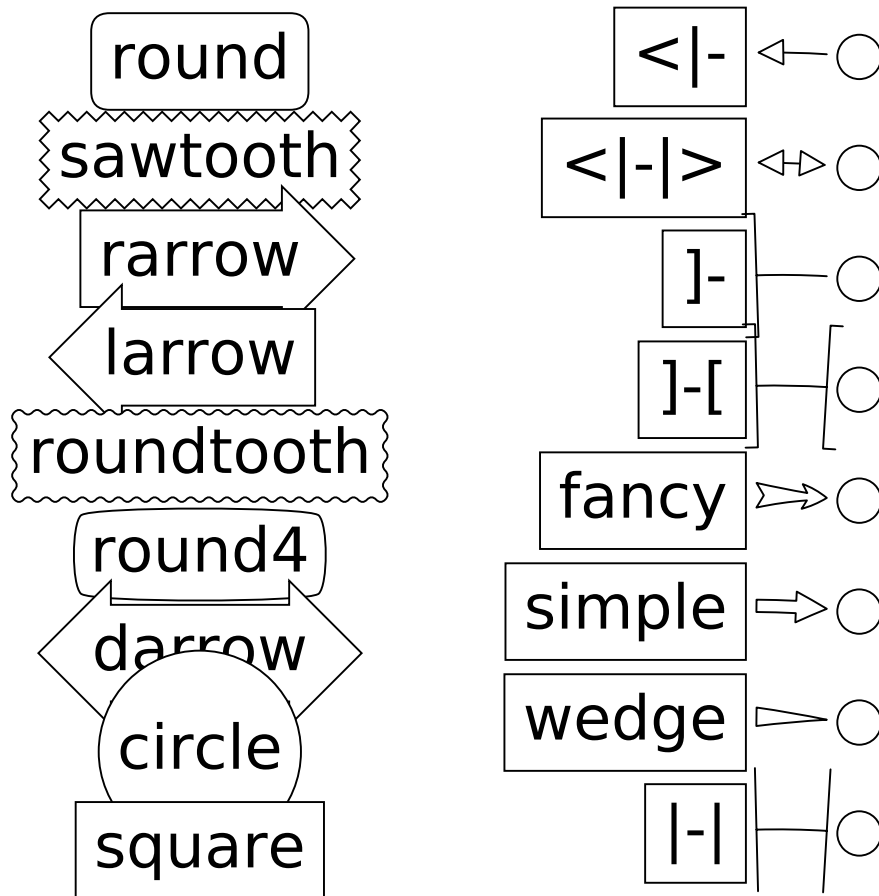 round
sawtooth
rarrow
larrow
roundtooth
round4
darrow
circle
square
<|-
<|-|>
]-
]-[
fancy
simple
wedge
|-|